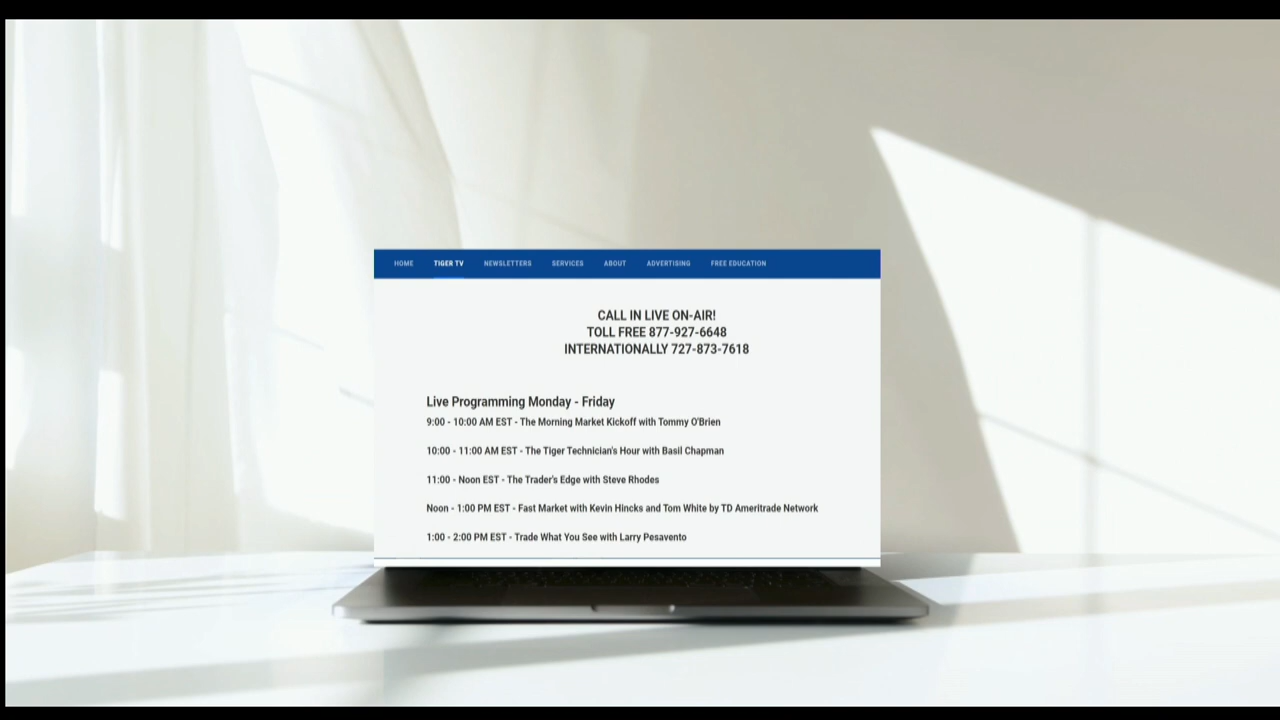 HOME TIGER TV NEWSLETTERS SERVICES ABOUT ADVERTISING FREE EDUCATION
CALL IN LIVE ON-AIR!
TOLL FREE 877-927-6648
INTERNATIONALLY 727-873-7618
Live Programming Monday - Friday
9:00 - 10:00 AM EST - The Morning Market Kickoff with Tommy O'Brien
10:00 - 11:00 AM EST - The Tiger Technician's Hour with Basil Chapman
11:00 - Noon EST - The Trader's Edge with Steve Rhodes
Noon - 1:00 PM EST - Fast Market with Kevin Hincks and Tom White by TD Ameritrade Network
1:00 - 2:00 PM EST - Trade What You See with Larry Pesavento